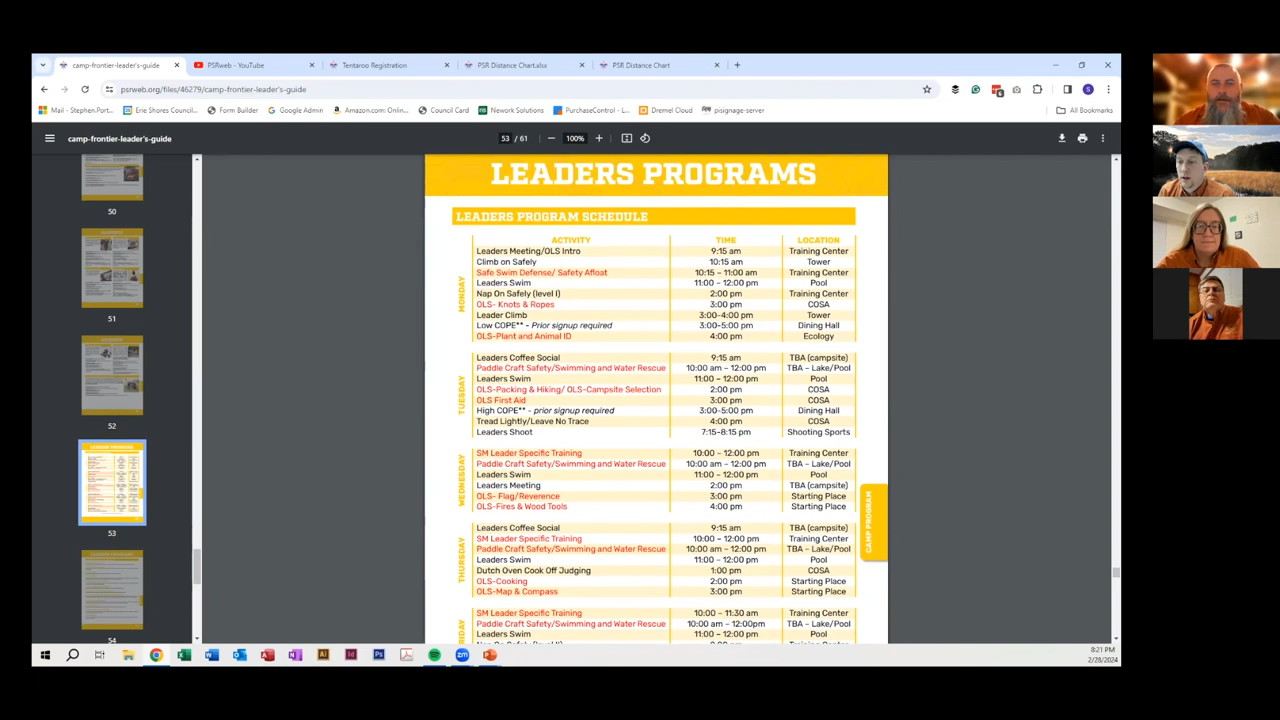 camp-frontier-leader's-guide
PSRweb - YouTube
Tentaroo Registration
PSR Distance Chart.xlsx
PSR Distance Chart
psrweb.org/files/46279/camp-frontier-leader's-guide
Mail - Stephen.Port...
Erie Shores Council...
Form Builder
Google Admin
Amazon.com: Onlin...
Council Card
Nework Solutions
PurchaseControl - L...
Dremel Cloud
pisignage-server
All Bookmarks
camp-frontier-leader's-guide
53 / 61
100%
50
51
52
53
54
LEADERS PROGRAMS
LEADERS PROGRAM SCHEDULE
ACTIVITY TIME LOCATION
MONDAY
Leaders Meeting/OLS Intro 9:15 am Training Center
Climb on Safely 10:15 am Tower
Safe Swim Defense/ Safety Afloat 10:15 – 11:00 am Training Center
Leaders Swim 11:00 – 12:00 pm Pool
Nap On Safely (level I) 2:00 pm Training Center
OLS- Knots & Ropes 3:00 pm COSA
Leader Climb 3:00-4:00 pm Tower
Low COPE** - Prior signup required 3:00-5:00 pm Dining Hall
OLS-Plant and Animal ID 4:00 pm Ecology
TUESDAY
Leaders Coffee Social 9:15 am TBA (campsite)
Paddle Craft Safety/Swimming and Water Rescue 10:00 am – 12:00 pm TBA – Lake/Pool
Leaders Swim 11:00 – 12:00 pm Pool
OLS-Packing & Hiking/ OLS-Campsite Selection 2:00 pm COSA
OLS First Aid 3:00 pm COSA
High COPE** - prior signup required 3:00-5:00 pm Dining Hall
Tread Lightly/Leave No Trace 4:00 pm COSA
Leaders Shoot 7:15-8:15 pm Shooting Sports
WEDNESDAY
SM Leader Specific Training 10:00 – 12:00 pm Training Center
Paddle Craft Safety/Swimming and Water Rescue 10:00 am – 12:00 pm TBA – Lake/Pool
Leaders Swim 11:00 – 12:00 pm Pool
Leaders Meeting 2:00 pm TBA (campsite)
OLS- Flag/Reverence 3:00 pm Starting Place
OLS-Fires & Wood Tools 4:00 pm Starting Place
THURSDAY
Leaders Coffee Social 9:15 am TBA (campsite)
SM Leader Specific Training 10:00 – 12:00 pm Training Center
Paddle Craft Safety/Swimming and Water Rescue 10:00 am – 12:00 pm TBA – Lake/Pool
Leaders Swim 11:00 – 12:00 pm Pool
Dutch Oven Cook Off Judging 1:00 pm COSA
OLS-Cooking 2:00 pm Starting Place
OLS-Map & Compass 3:00 pm Starting Place
SM Leader Specific Training 10:00 – 11:30 am Training Center
Paddle Craft Safety/Swimming and Water Rescue 10:00 am – 12:00pm TBA – Lake/Pool
Leaders Swim 11:00 – 12:00 pm Pool
CAMP PROGRAM
8:21 PM
2/28/2024